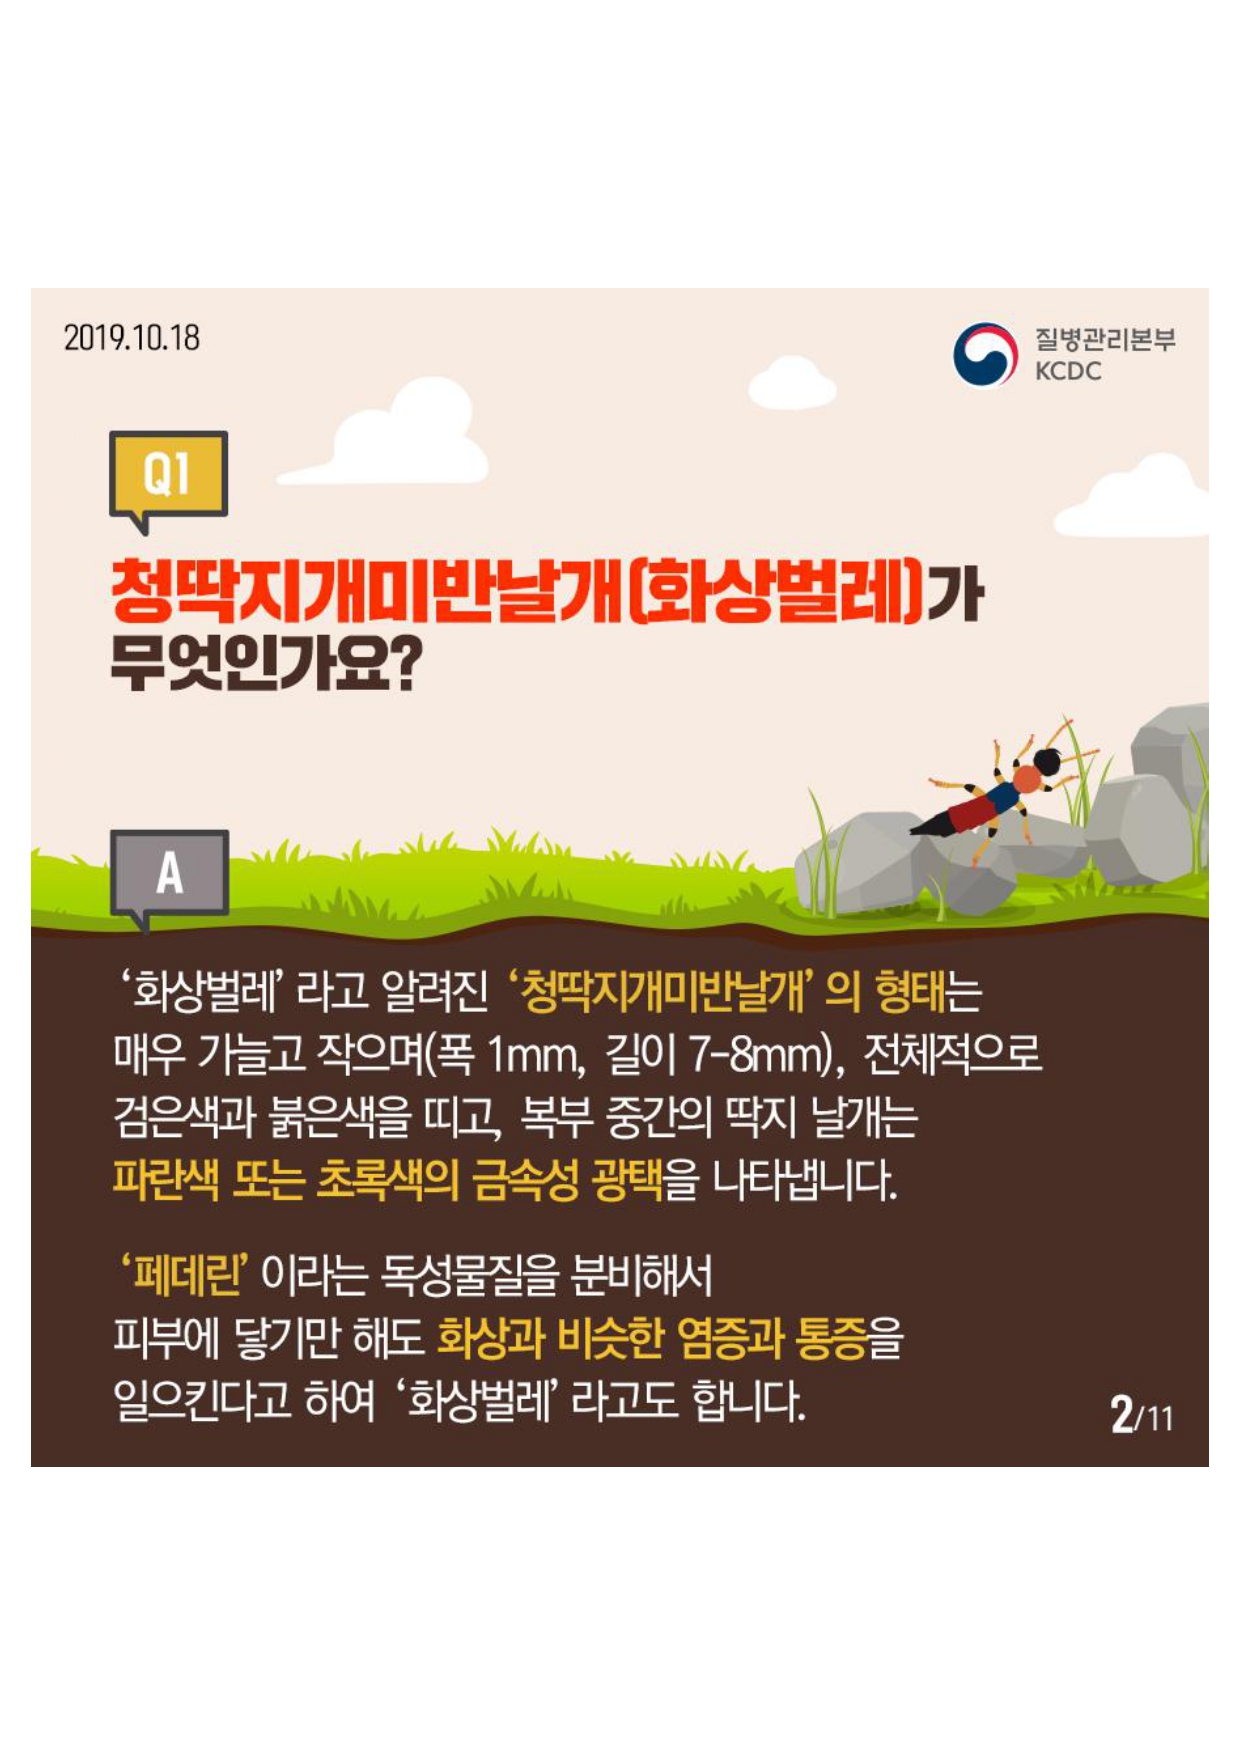 2019.10.18
질병관리본부
KCDC
Q1
청딱지개미반날개(화상벌레)가
무엇인가요?
A
‘화상벌레’ 라고 알려진 ‘청딱지개미반날개’ 의 형태는
매우 가늘고 작으며(폭 1mm, 길이 7-8mm), 전체적으로
검은색과 붉은색을 띠고, 복부 중간의 딱지 날개는
파란색 또는 초록색의 금속성 광택을 나타냅니다.
‘페데린’ 이라는 독성물질을 분비해서
피부에 닿기만 해도 화상과 비슷한 염증과 통증을
일으킨다고 하여 ‘화상벌레’ 라고도 합니다.
2/11